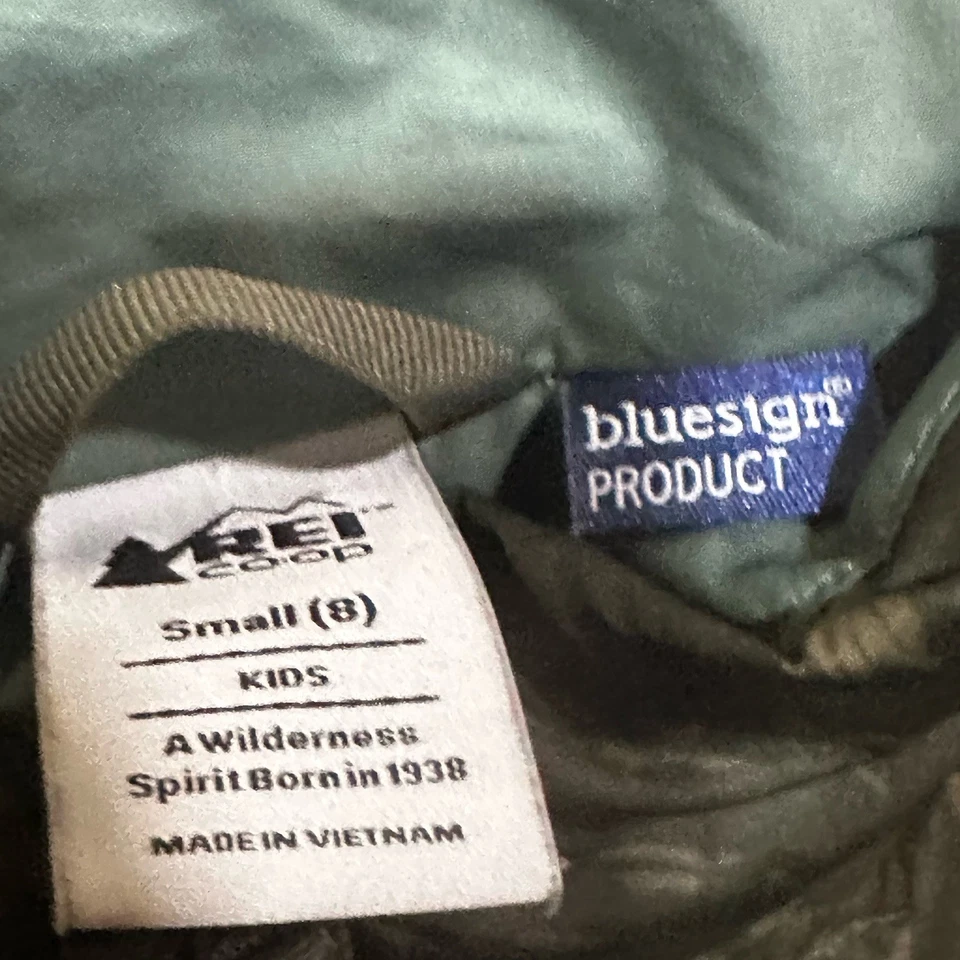 REI
co·op
Small (8)
KIDS
A Wilderness
Spirit Born in 1938
MADE IN VIETNAM
bluesign®
PRODUCT